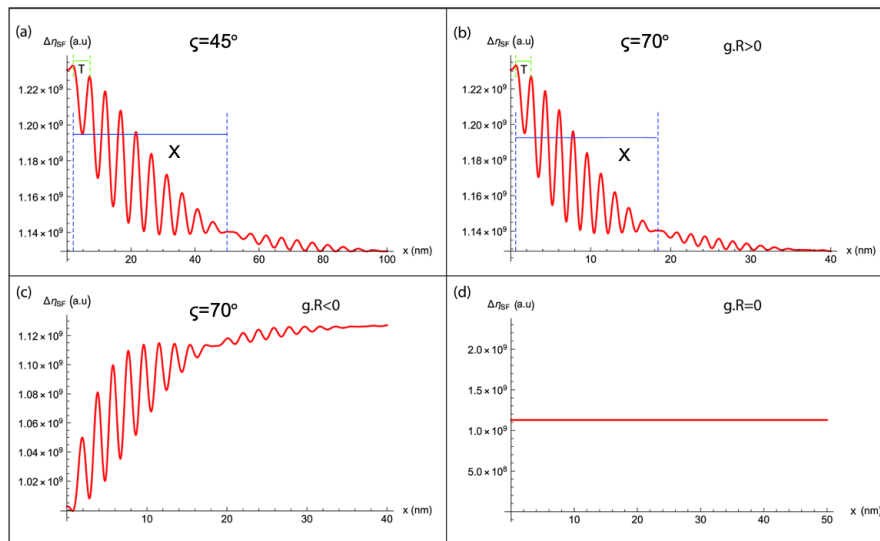 (a)
Δη_SF (a.u)
ς=45°
T
1.22 × 10⁹
1.20 × 10⁹
1.18 × 10⁹
1.16 × 10⁹
1.14 × 10⁹
X
20 40 60 80 100
x (nm)
(b)
Δη_SF (a.u)
ς=70°
g.R>0
T
1.22 × 10⁹
1.20 × 10⁹
1.18 × 10⁹
1.16 × 10⁹
1.14 × 10⁹
X
10 20 30 40
x (nm)
(c)
Δη_SF (a.u)
ς=70°
g.R<0
1.12 × 10⁹
1.10 × 10⁹
1.08 × 10⁹
1.06 × 10⁹
1.04 × 10⁹
1.02 × 10⁹
10 20 30 40
x (nm)
(d)
Δη_SF (a.u)
g.R=0
2.0 × 10⁹
1.5 × 10⁹
1.0 × 10⁹
5.0 × 10⁸
10 20 30 40 50
x (nm)